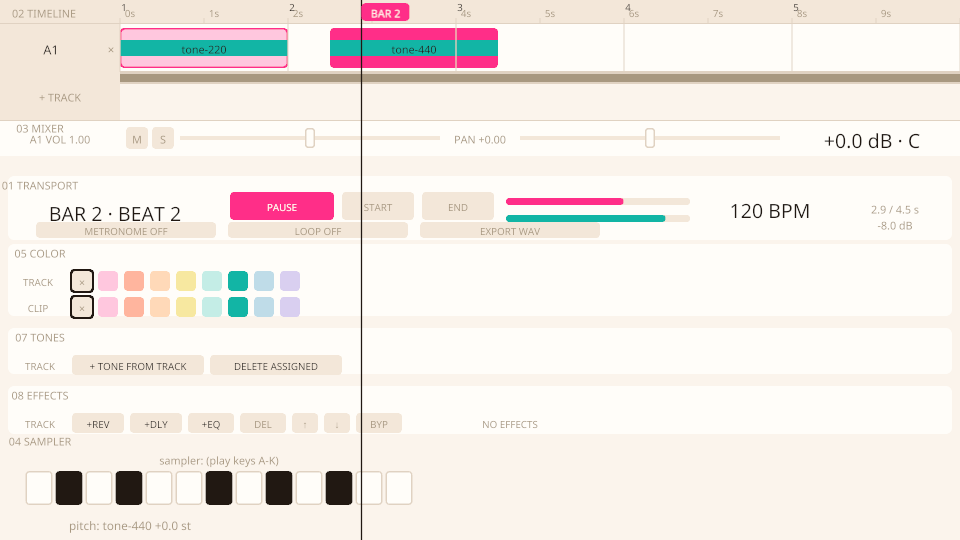 02 TIMELINE
1 2 BAR 2 3 4 5
0s 1s 2s 4s 5s 6s 7s 8s 9s
A1 × tone-220 tone-440
+ TRACK
03 MIXER
A1 VOL 1.00 M S PAN +0.00 +0.0 dB · C
01 TRANSPORT
BAR 2 · BEAT 2 PAUSE START END 120 BPM 2.9 / 4.5 s
-8.0 dB
METRONOME OFF LOOP OFF EXPORT WAV
05 COLOR
TRACK ×
CLIP ×
07 TONES
TRACK + TONE FROM TRACK DELETE ASSIGNED
08 EFFECTS
TRACK +REV +DLY +EQ DEL ↑ ↓ BYP NO EFFECTS
04 SAMPLER
sampler: (play keys A-K)
pitch: tone-440 +0.0 st